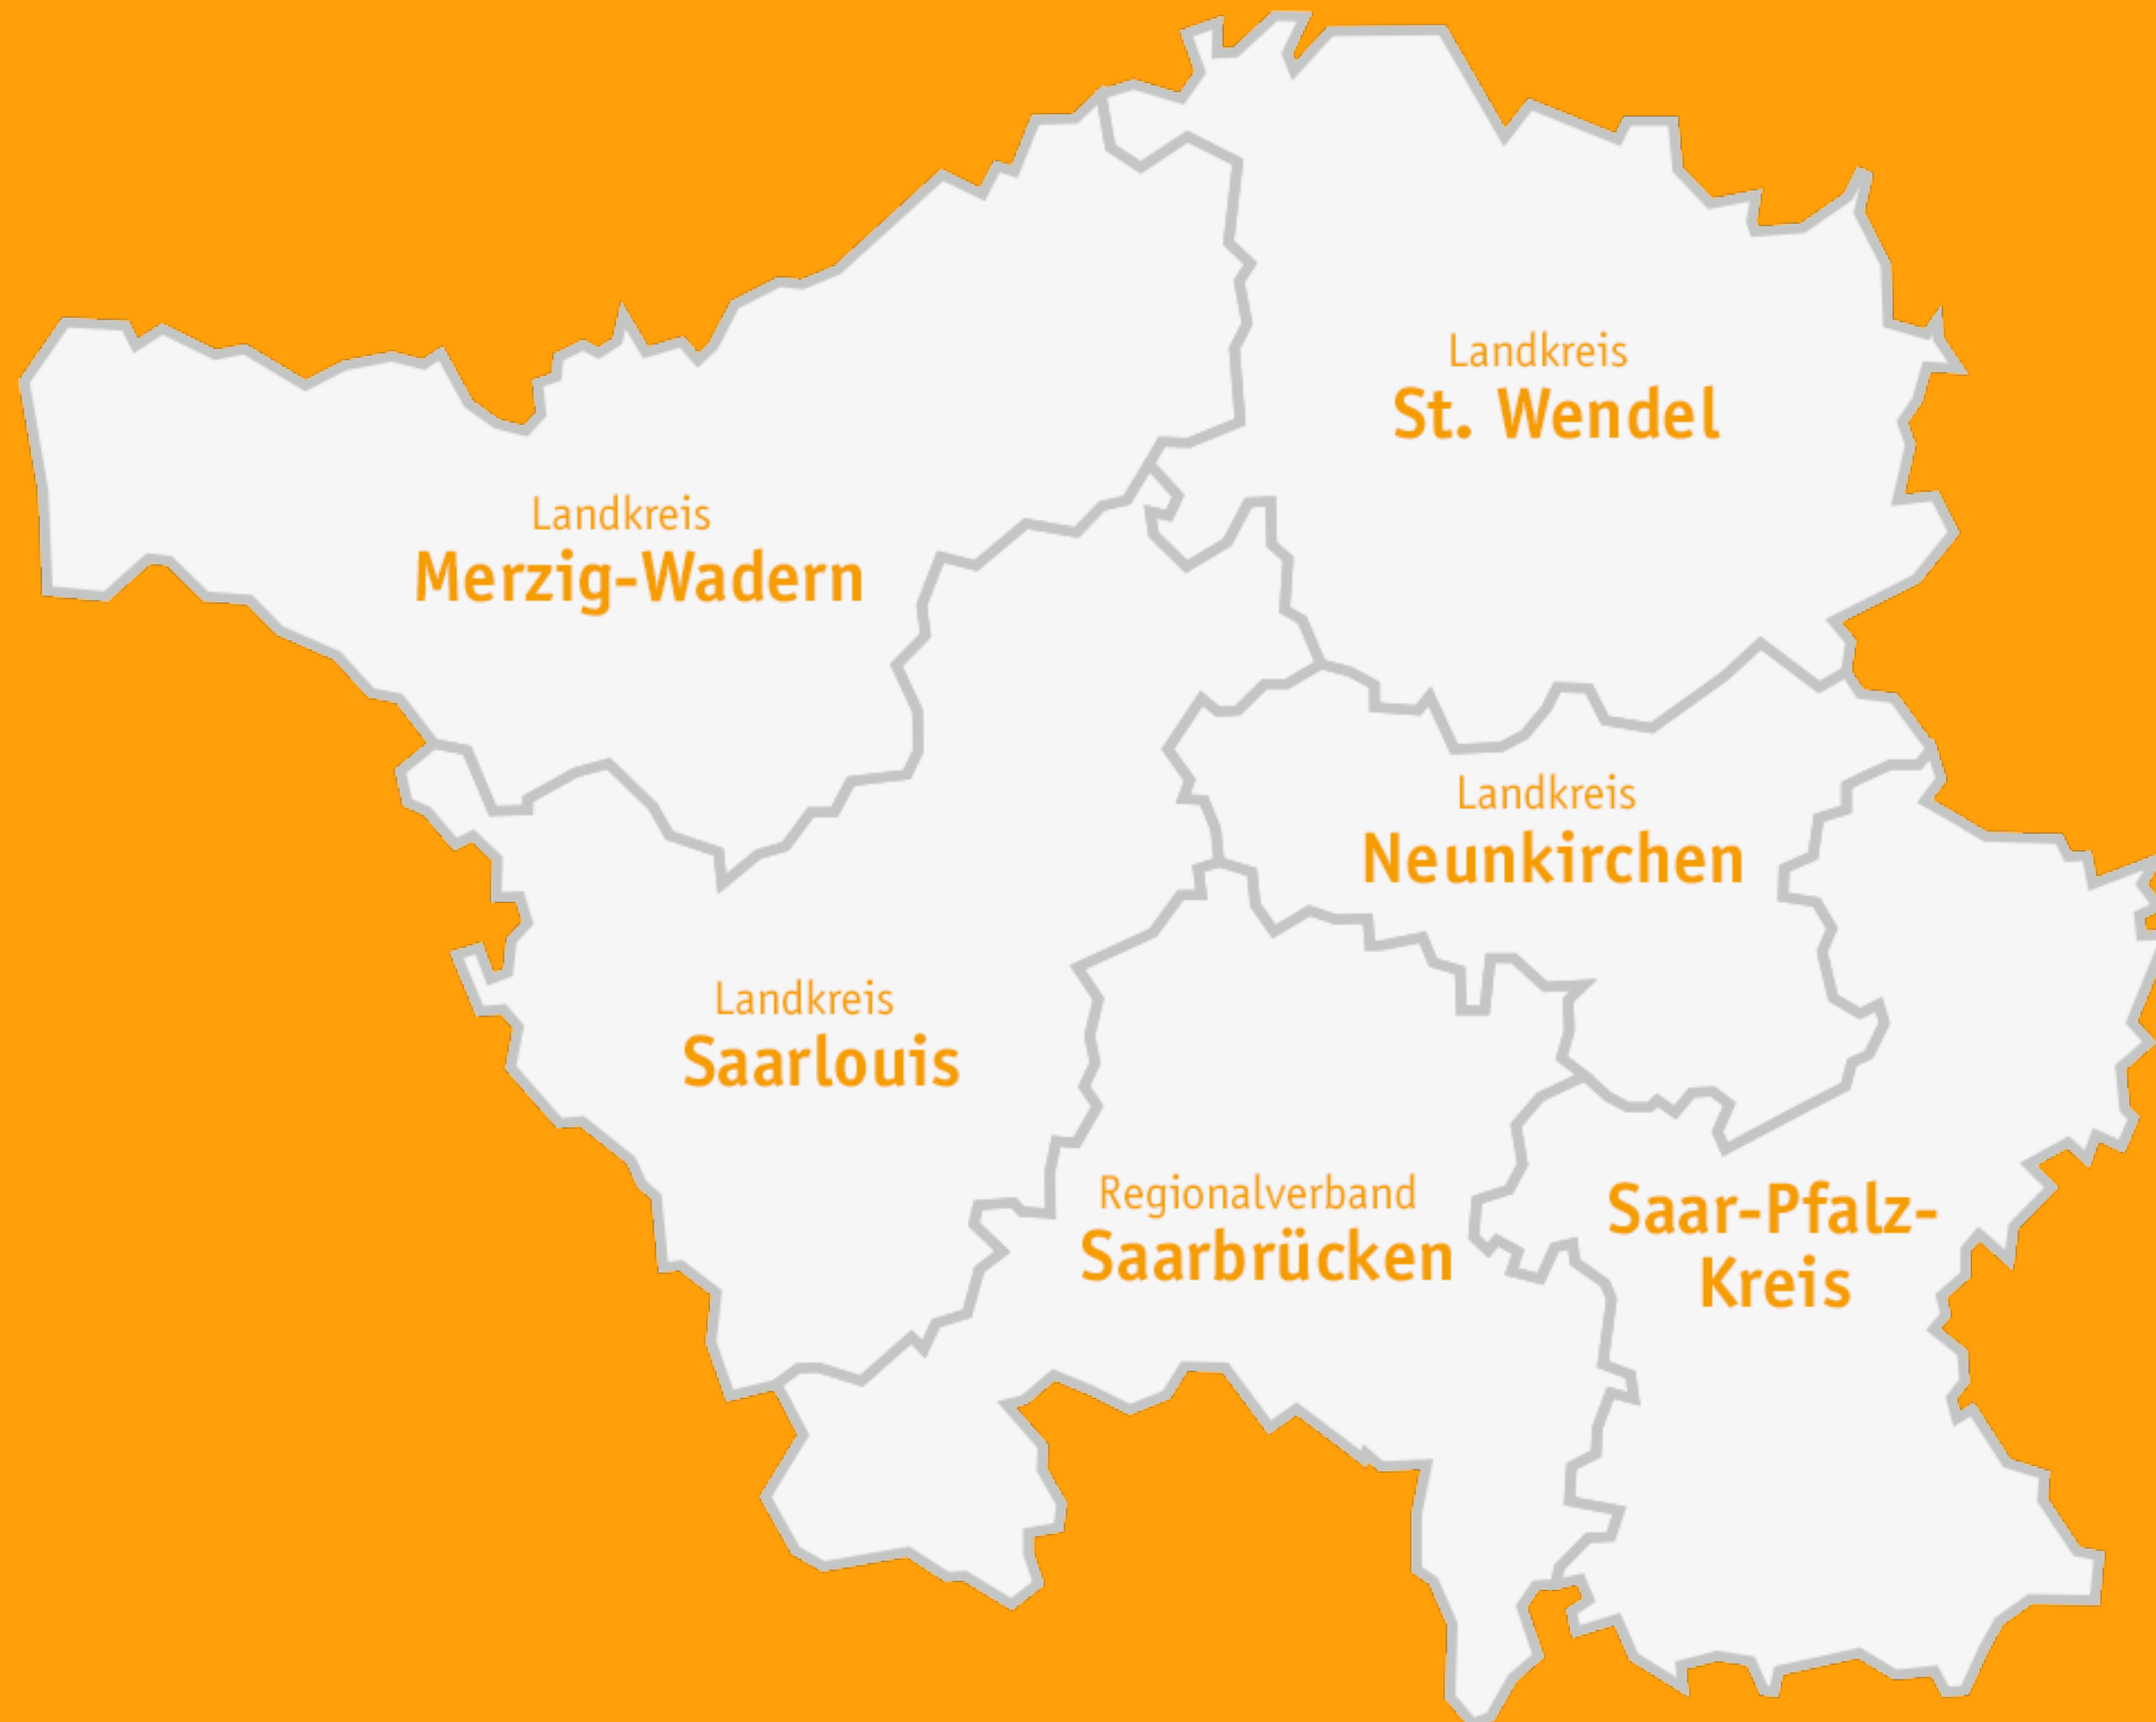 Landkreis
St. Wendel
Landkreis
Merzig-Wadern
Landkreis
Neunkirchen
Landkreis
Saarlouis
Regionalverband
Saarbrücken
Saar-Pfalz-
Kreis